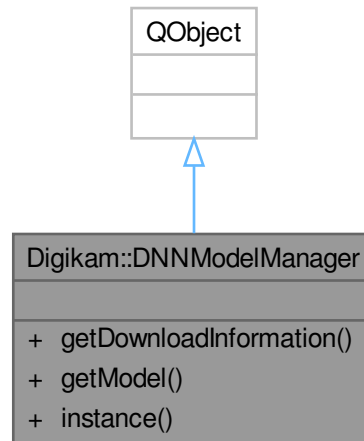 QObject
Digikam::DNNModelManager
+ getDownloadInformation()
+ getModel()
+ instance()